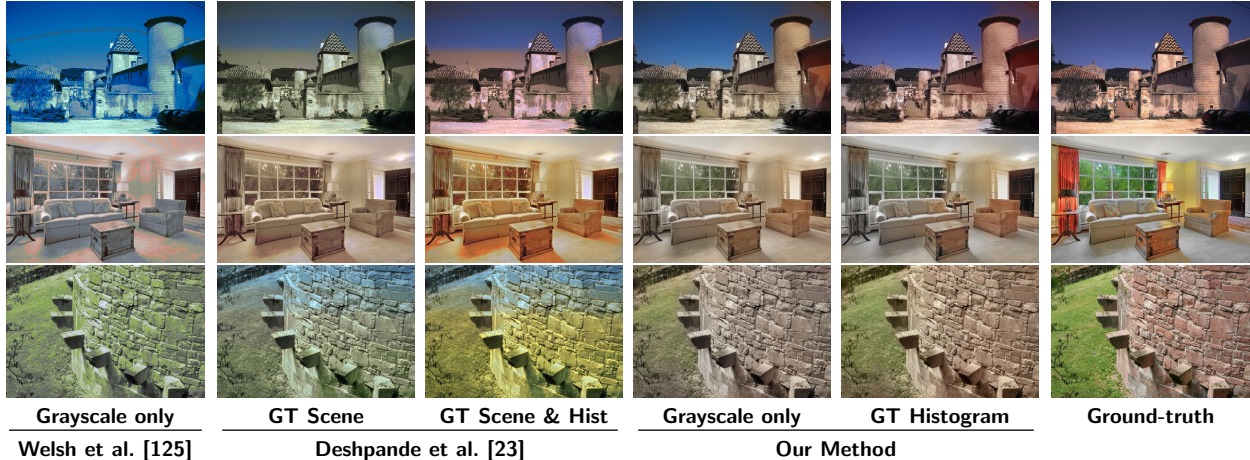 Grayscale only GT Scene GT Scene & Hist Grayscale only GT Histogram Ground-truth
Welsh et al. [125] Deshpande et al. [23] Our Method